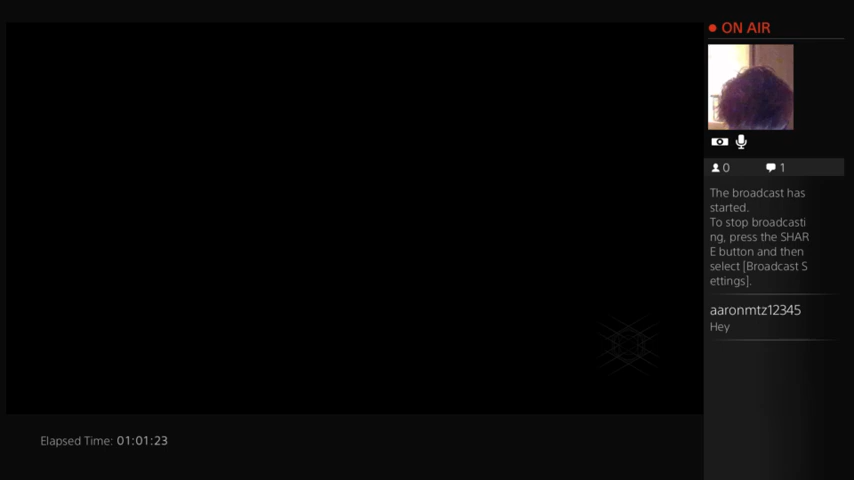 ON AIR
0 1
The broadcast has
started.
To stop broadcasti
ng, press the SHAR
E button and then
select [Broadcast S
ettings].
aaronmtz12345
Hey
Elapsed Time: 01:01:23